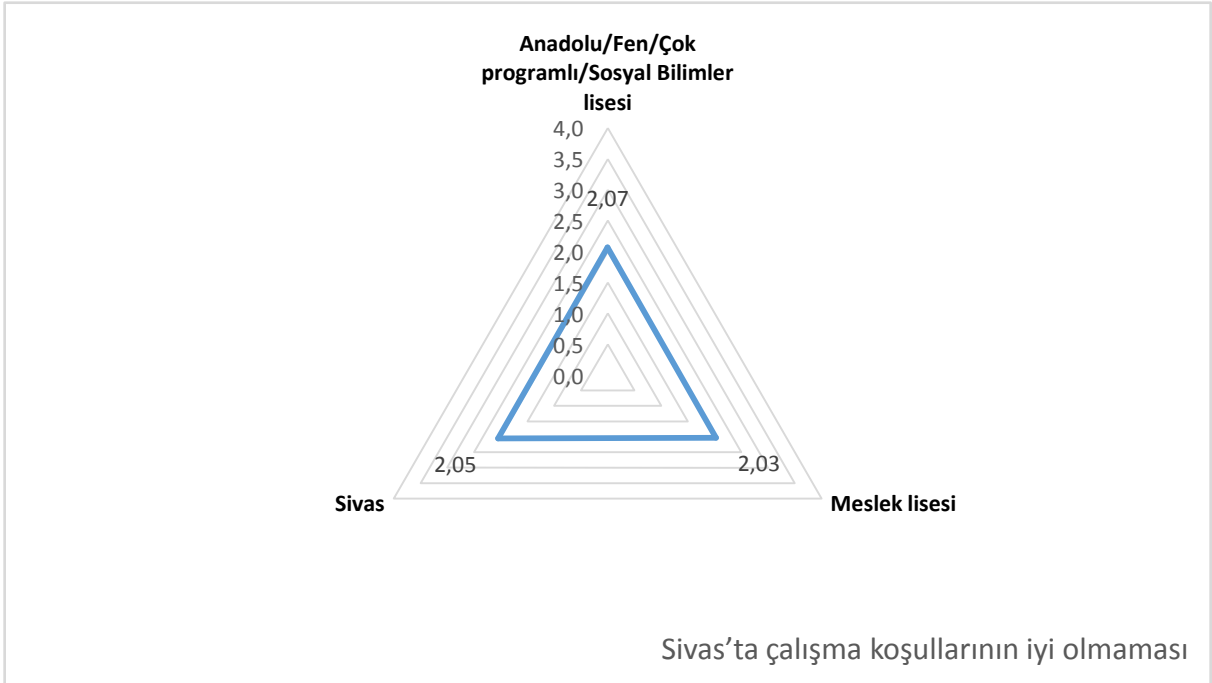 Anadolu/Fen/Çok
programlı/Sosyal Bilimler
lisesi
4,0
3,5
3,0
2,07
2,5
2,0
1,5
1,0
0,5
0,0
2,05
2,03
Sivas
Meslek lisesi
Sivas’ta çalışma koşullarının iyi olmaması